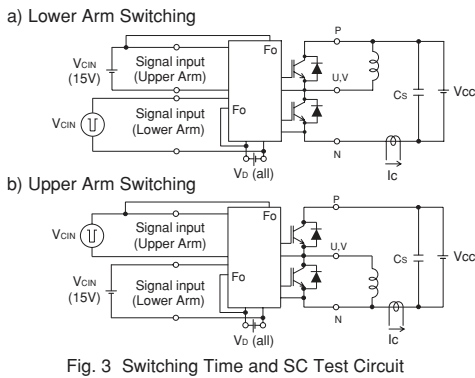 a) Lower Arm Switching
P
Fo
VCIN
(15V)
Signal input
(Upper Arm)
U,V
CS
VCC
Signal input
(Lower Arm)
Fo
VCIN
N
IC
VD (all)
b) Upper Arm Switching
P
Fo
VCIN
Signal input
(Upper Arm)
U,V
CS
VCC
VCIN
(15V)
Signal input
(Lower Arm)
Fo
N
IC
VD (all)
Fig. 3 Switching Time and SC Test Circuit